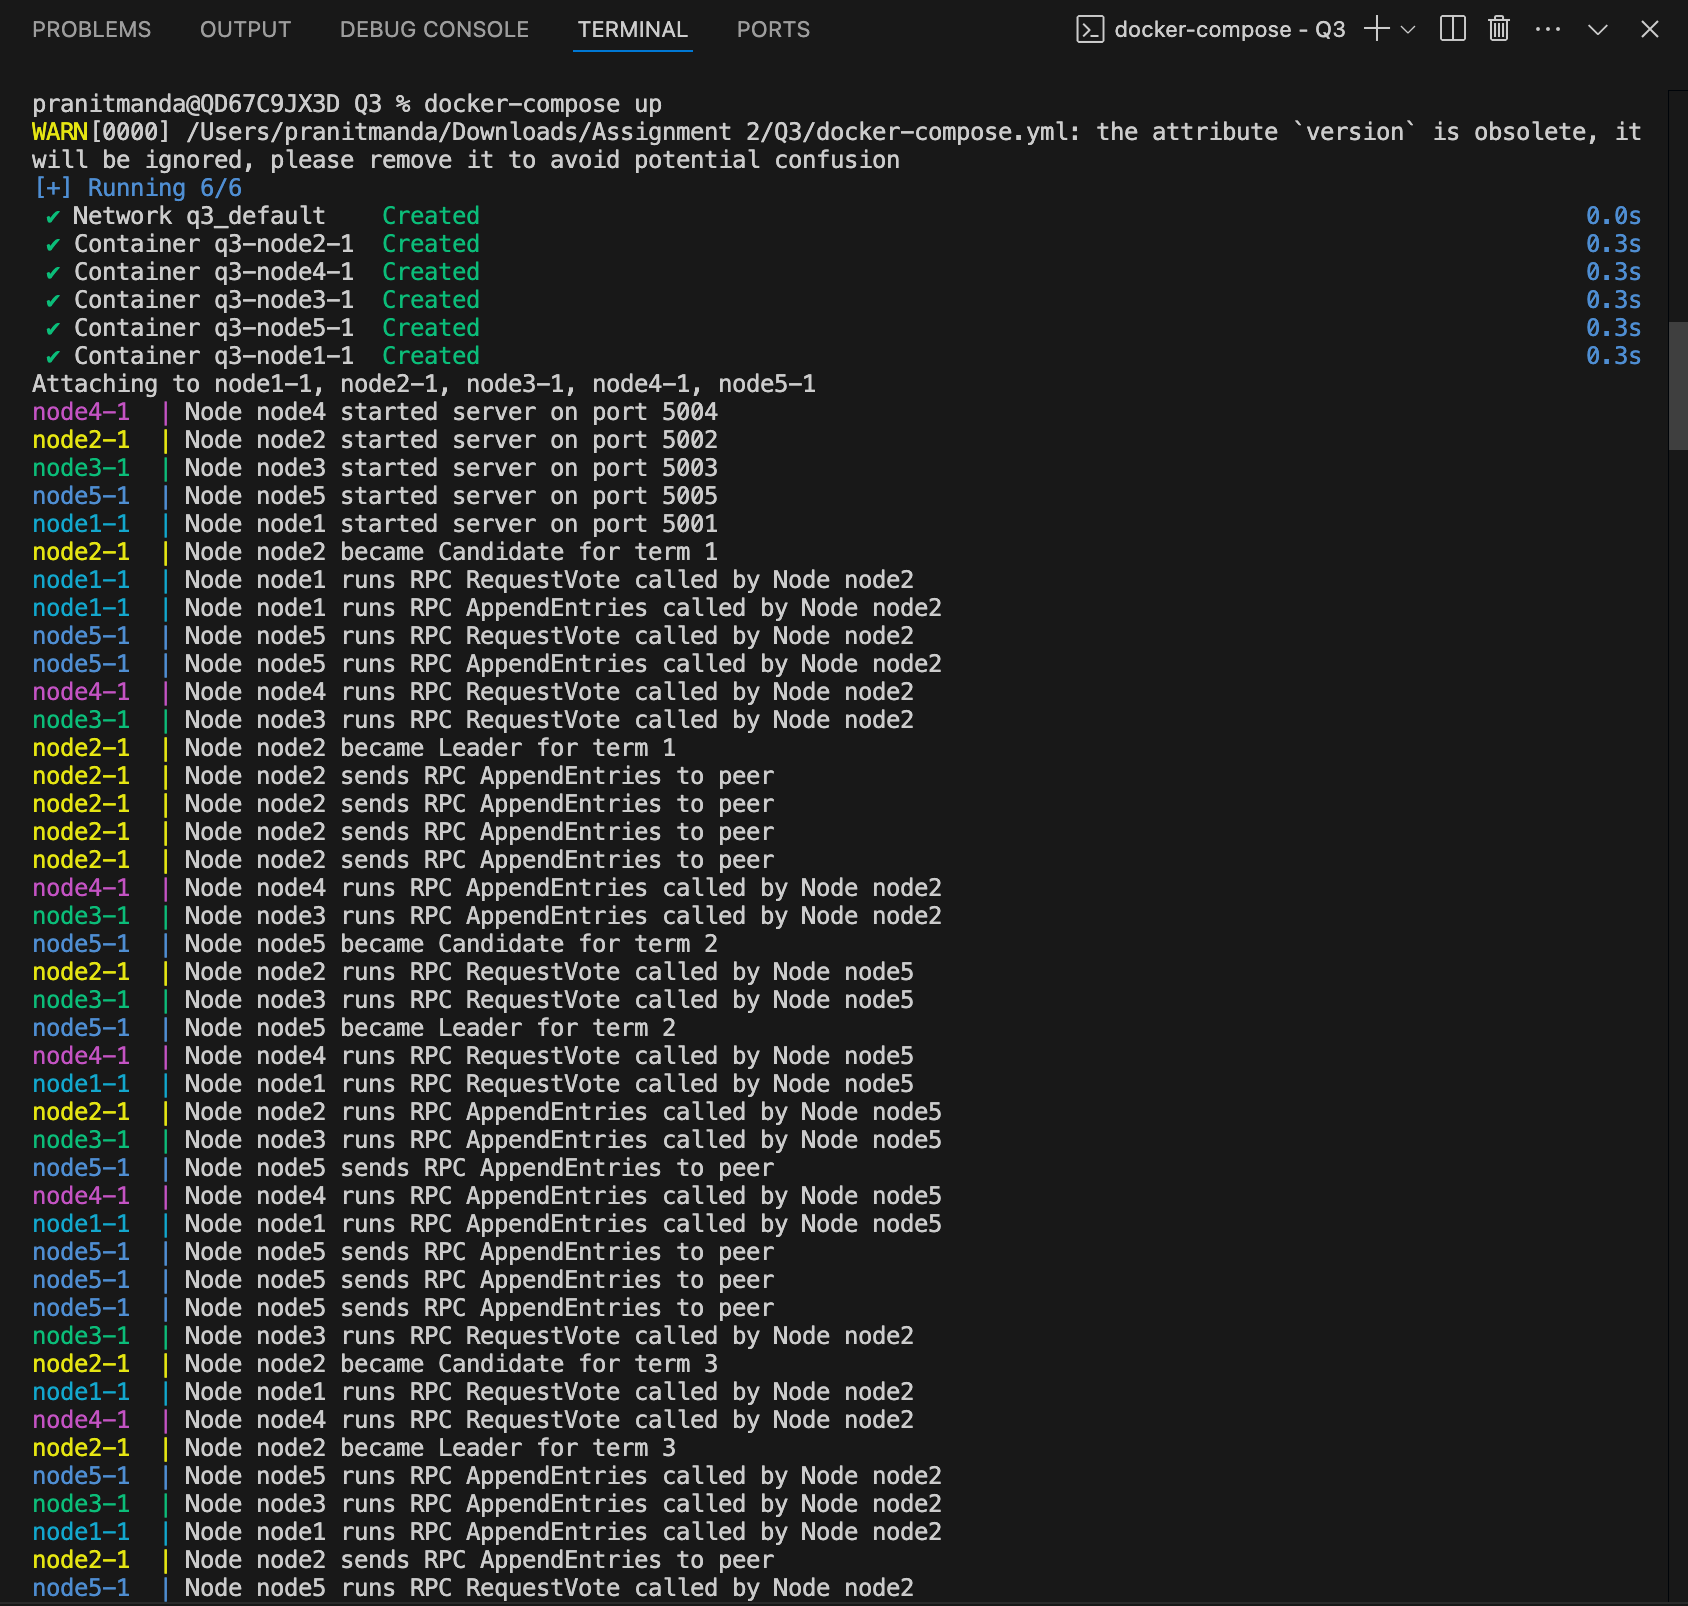 PROBLEMS OUTPUT DEBUG CONSOLE TERMINAL PORTS docker-compose - Q3
pranitmanda@QD67C9JX3D Q3 % docker-compose up
WARN[0000] /Users/pranitmanda/Downloads/Assignment 2/Q3/docker-compose.yml: the attribute `version` is obsolete, it
will be ignored, please remove it to avoid potential confusion
[+] Running 6/6
✔ Network q3_default Created 0.0s
✔ Container q3-node2-1 Created 0.3s
✔ Container q3-node4-1 Created 0.3s
✔ Container q3-node3-1 Created 0.3s
✔ Container q3-node5-1 Created 0.3s
✔ Container q3-node1-1 Created 0.3s
Attaching to node1-1, node2-1, node3-1, node4-1, node5-1
node4-1 | Node node4 started server on port 5004
node2-1 | Node node2 started server on port 5002
node3-1 | Node node3 started server on port 5003
node5-1 | Node node5 started server on port 5005
node1-1 | Node node1 started server on port 5001
node2-1 | Node node2 became Candidate for term 1
node1-1 | Node node1 runs RPC RequestVote called by Node node2
node1-1 | Node node1 runs RPC AppendEntries called by Node node2
node5-1 | Node node5 runs RPC RequestVote called by Node node2
node5-1 | Node node5 runs RPC AppendEntries called by Node node2
node4-1 | Node node4 runs RPC RequestVote called by Node node2
node3-1 | Node node3 runs RPC RequestVote called by Node node2
node2-1 | Node node2 became Leader for term 1
node2-1 | Node node2 sends RPC AppendEntries to peer
node2-1 | Node node2 sends RPC AppendEntries to peer
node2-1 | Node node2 sends RPC AppendEntries to peer
node2-1 | Node node2 sends RPC AppendEntries to peer
node4-1 | Node node4 runs RPC AppendEntries called by Node node2
node3-1 | Node node3 runs RPC AppendEntries called by Node node2
node5-1 | Node node5 became Candidate for term 2
node2-1 | Node node2 runs RPC RequestVote called by Node node5
node3-1 | Node node3 runs RPC RequestVote called by Node node5
node5-1 | Node node5 became Leader for term 2
node4-1 | Node node4 runs RPC RequestVote called by Node node5
node1-1 | Node node1 runs RPC RequestVote called by Node node5
node2-1 | Node node2 runs RPC AppendEntries called by Node node5
node3-1 | Node node3 runs RPC AppendEntries called by Node node5
node5-1 | Node node5 sends RPC AppendEntries to peer
node4-1 | Node node4 runs RPC AppendEntries called by Node node5
node1-1 | Node node1 runs RPC AppendEntries called by Node node5
node5-1 | Node node5 sends RPC AppendEntries to peer
node5-1 | Node node5 sends RPC AppendEntries to peer
node5-1 | Node node5 sends RPC AppendEntries to peer
node3-1 | Node node3 runs RPC RequestVote called by Node node2
node2-1 | Node node2 became Candidate for term 3
node1-1 | Node node1 runs RPC RequestVote called by Node node2
node4-1 | Node node4 runs RPC RequestVote called by Node node2
node2-1 | Node node2 became Leader for term 3
node5-1 | Node node5 runs RPC AppendEntries called by Node node2
node3-1 | Node node3 runs RPC AppendEntries called by Node node2
node1-1 | Node node1 runs RPC AppendEntries called by Node node2
node2-1 | Node node2 sends RPC AppendEntries to peer
node5-1 | Node node5 runs RPC RequestVote called by Node node2